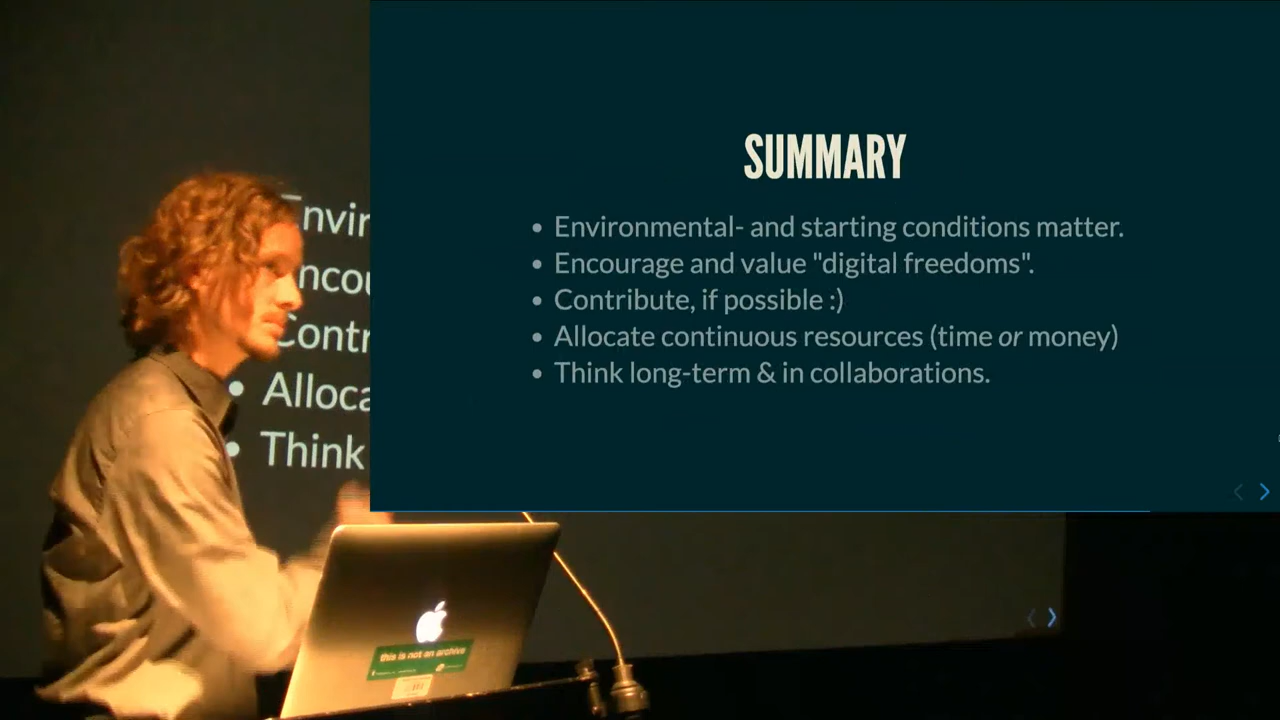 SUMMARY
• Environmental- and starting conditions matter.
• Encourage and value "digital freedoms".
• Contribute, if possible :)
• Allocate continuous resources (time or money)
• Think long-term & in collaborations.
Envir
ncou
Contr
• Alloca
• Think
this is not an archive